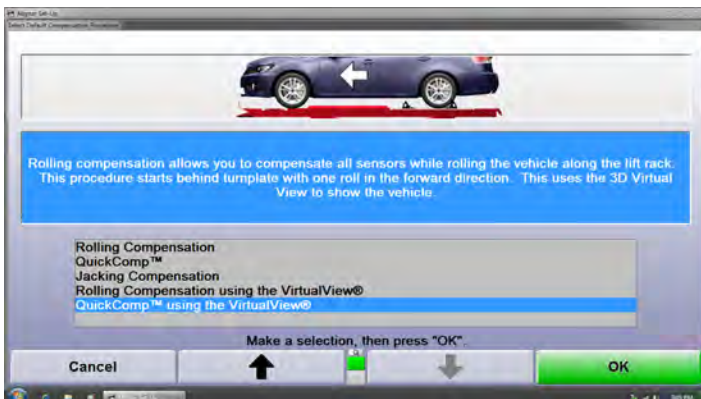 Aligner Set-Up
Select Default Compensation Procedure
Rolling compensation allows you to compensate all sensors while rolling the vehicle along the lift rack.
This procedure starts behind turnplate with one roll in the forward direction. This uses the 3D Virtual
View to show the vehicle.
Rolling Compensation
QuickComp™
Jacking Compensation
Rolling Compensation using the VirtualView®
QuickComp™ using the VirtualView®
Make a selection, then press "OK".
Cancel
OK